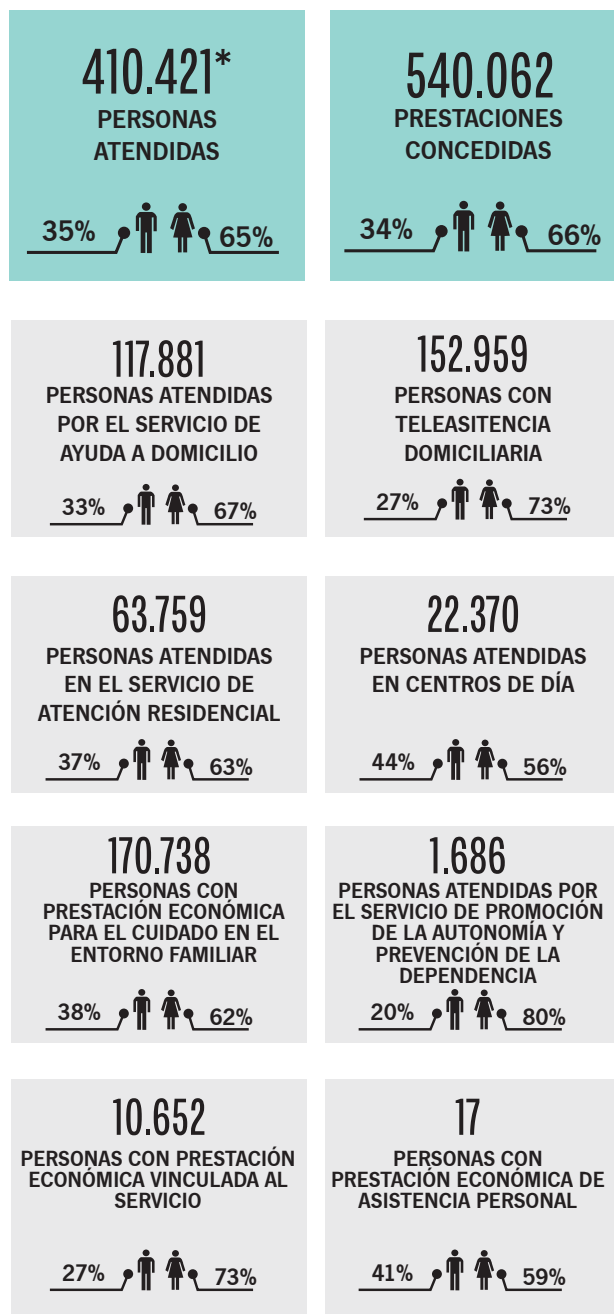 410.421*
PERSONAS
ATENDIDAS
35%
65%
540.062
PRESTACIONES
CONCEDIDAS
34%
66%
117.881
PERSONAS ATENDIDAS
POR EL SERVICIO DE
AYUDA A DOMICILIO
33%
67%
152.959
PERSONAS CON
TELEASITENCIA
DOMICILIARIA
27%
73%
63.759
PERSONAS ATENDIDAS
EN EL SERVICIO DE
ATENCIÓN RESIDENCIAL
37%
63%
22.370
PERSONAS ATENDIDAS
EN CENTROS DE DÍA
44%
56%
170.738
PERSONAS CON
PRESTACIÓN ECONÓMICA
PARA EL CUIDADO EN EL
ENTORNO FAMILIAR
38%
62%
1.686
PERSONAS ATENDIDAS POR
EL SERVICIO DE PROMOCIÓN
DE LA AUTONOMÍA Y
PREVENCIÓN DE LA
DEPENDENCIA
20%
80%
10.652
PERSONAS CON PRESTACIÓN
ECONÓMICA VINCULADA AL
SERVICIO
27%
73%
17
PERSONAS CON
PRESTACIÓN ECONÓMICA DE
ASISTENCIA PERSONAL
41%
59%